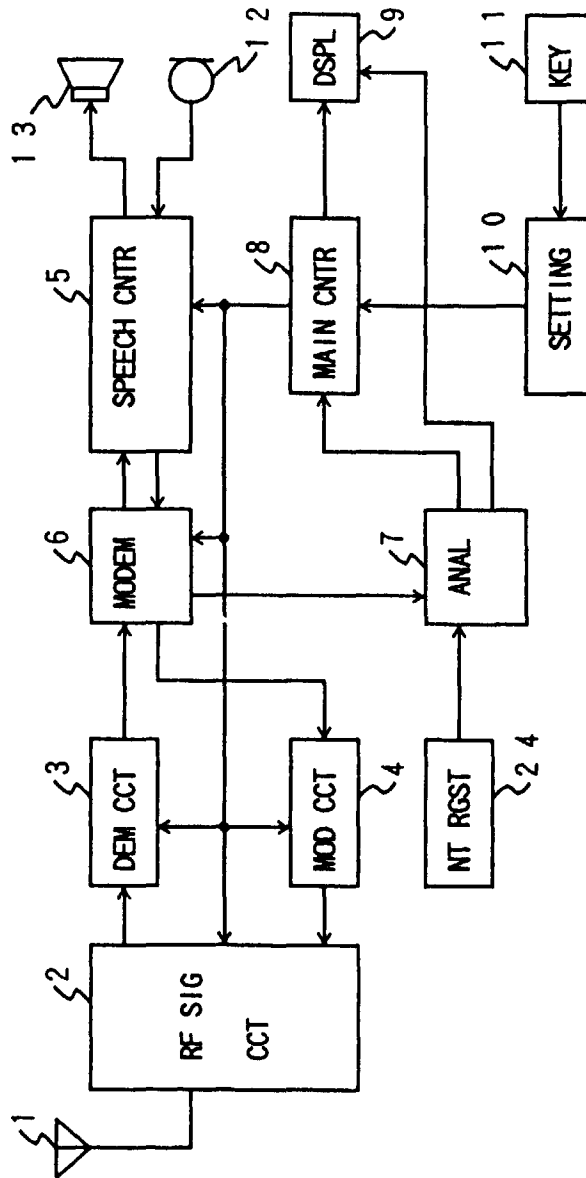 1
2
RF SIG
CCT
3
DEM CCT
4
MOD CCT
6
MODEM
5
SPEECH CNTR
13
12
8
MAIN CNTR
9
DSPL
7
ANAL
NT RGST
24
10
SETTING
11
KEY